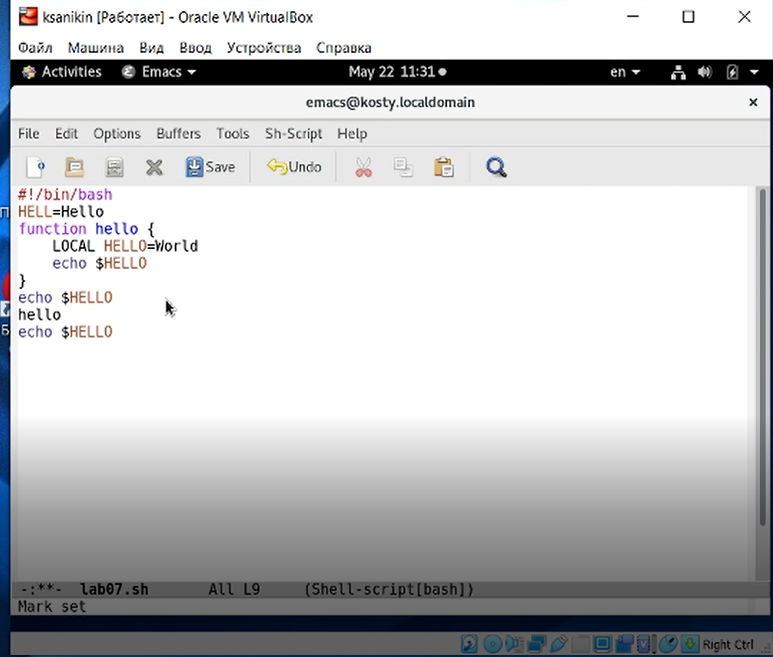 ksanikin [Работает] - Oracle VM VirtualBox
Файл Машина Вид Ввод Устройства Справка
Activities Emacs May 22 11:31 en
emacs@kosty.localdomain
File Edit Options Buffers Tools Sh-Script Help
Save Undo
#!/bin/bash
HELL=Hello
function hello {
    LOCAL HELLO=World
    echo $HELLO
}
echo $HELLO
hello
echo $HELLO
-:**- lab07.sh All L9 (Shell-script[bash])
Mark set
Right Ctrl